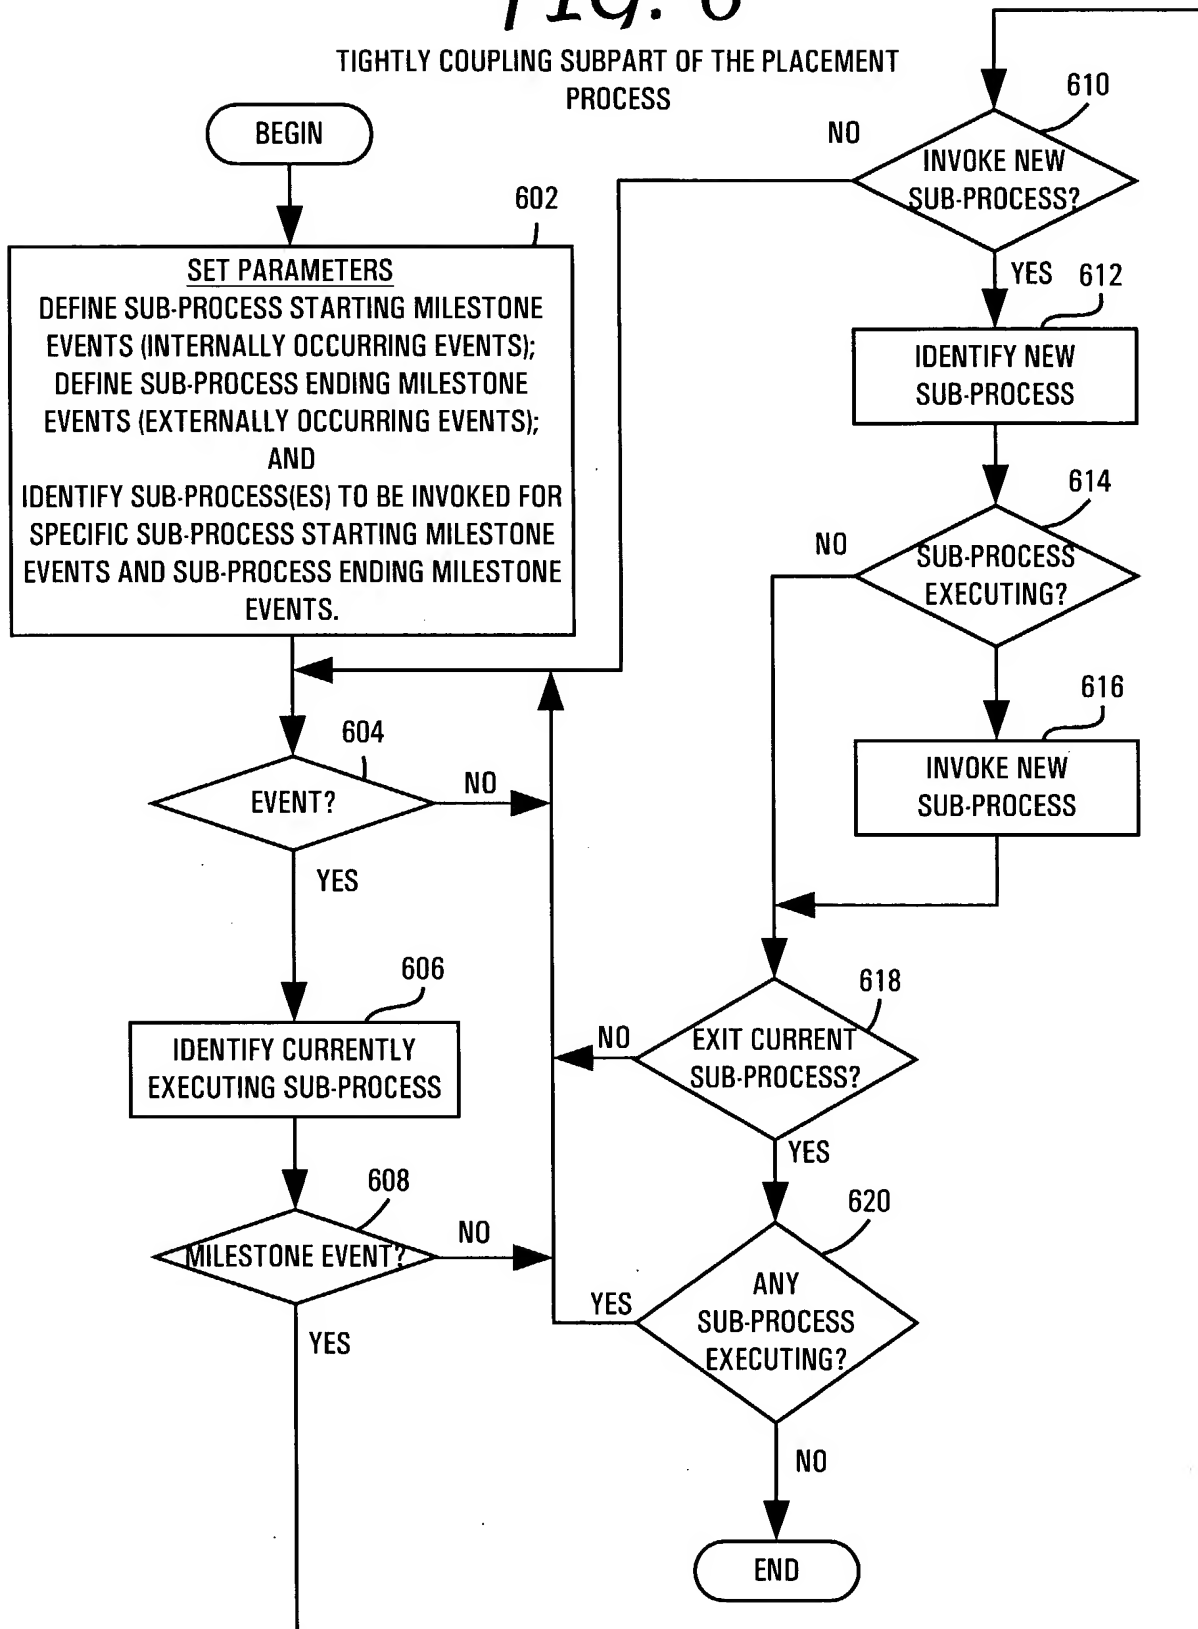 FIG. 6
TIGHTLY COUPLING SUBPART OF THE PLACEMENT
PROCESS
BEGIN
602
SET PARAMETERS
DEFINE SUB-PROCESS STARTING MILESTONE
EVENTS (INTERNALLY OCCURRING EVENTS);
DEFINE SUB-PROCESS ENDING MILESTONE
EVENTS (EXTERNALLY OCCURRING EVENTS);
AND
IDENTIFY SUB-PROCESS(ES) TO BE INVOKED FOR
SPECIFIC SUB-PROCESS STARTING MILESTONE
EVENTS AND SUB-PROCESS ENDING MILESTONE
EVENTS.
604
EVENT?
NO
YES
606
IDENTIFY CURRENTLY
EXECUTING SUB-PROCESS
608
MILESTONE EVENT?
NO
YES
610
NO
INVOKE NEW
SUB-PROCESS?
YES
612
IDENTIFY NEW
SUB-PROCESS
614
NO
SUB-PROCESS
EXECUTING?
616
INVOKE NEW
SUB-PROCESS
618
NO
EXIT CURRENT
SUB-PROCESS?
YES
620
YES
ANY
SUB-PROCESS
EXECUTING?
NO
END